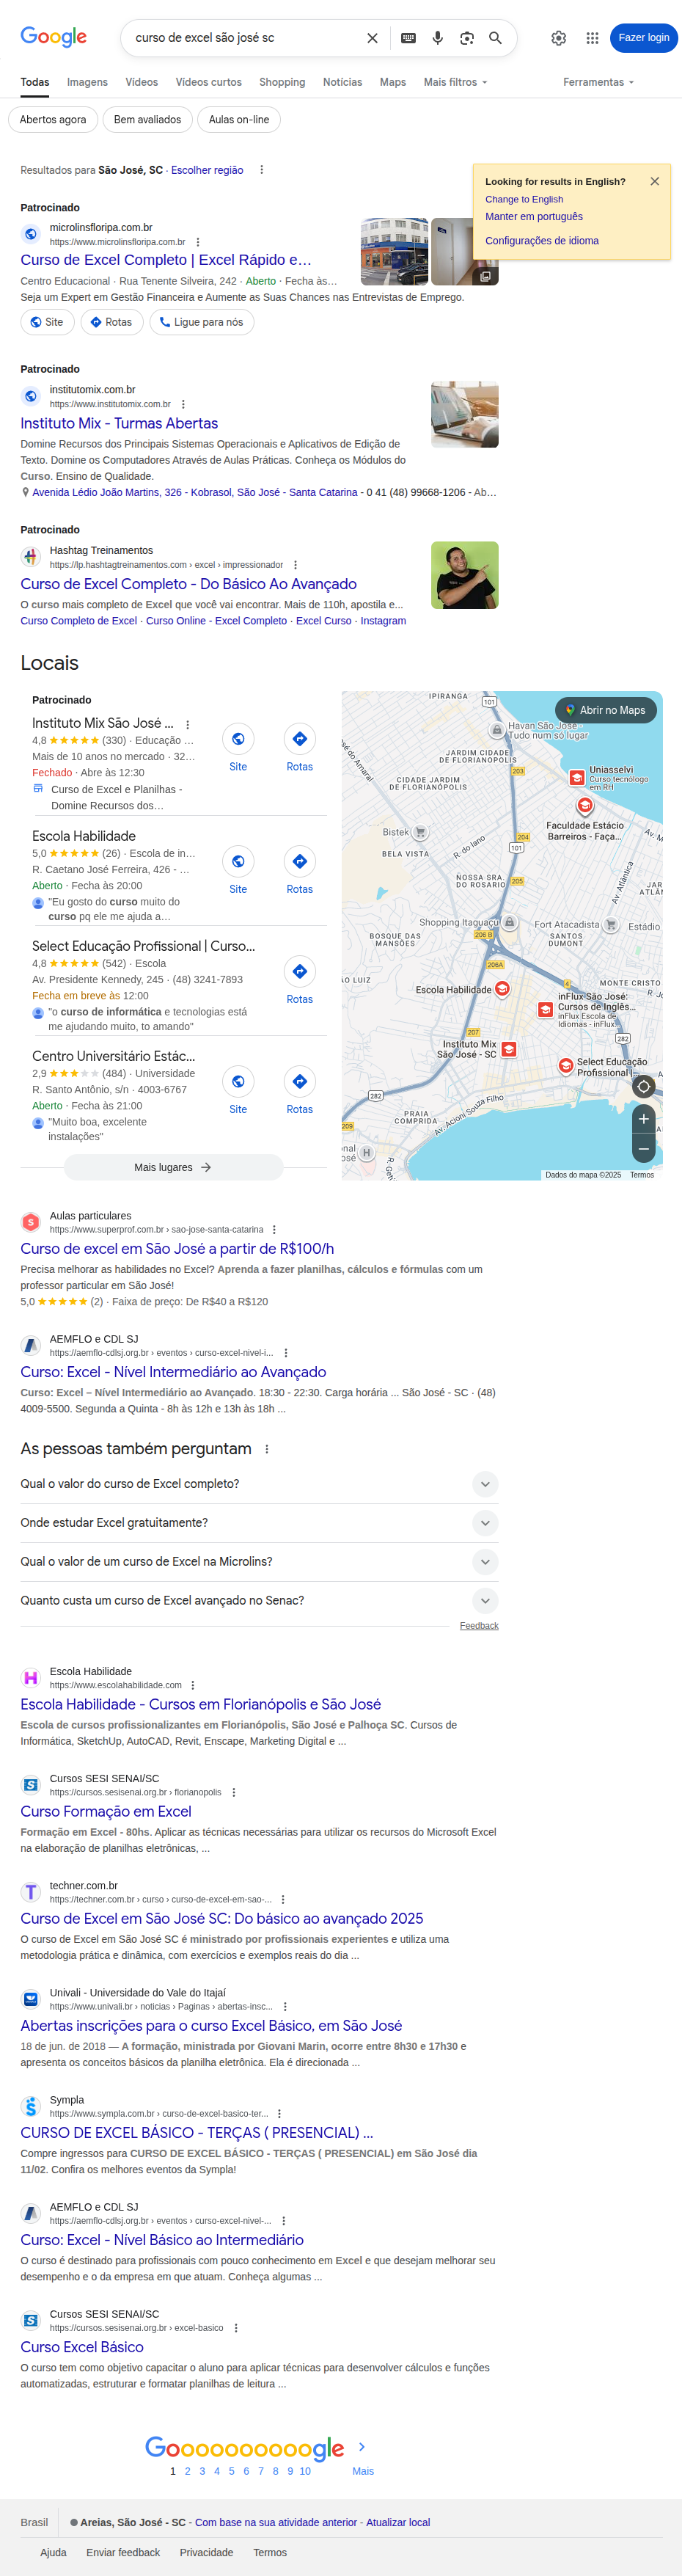 Google
curso de excel são josé sc
Fazer login
Todas
Imagens
Vídeos
Vídeos curtos
Shopping
Notícias
Maps
Mais filtros
Ferramentas
Abertos agora
Bem avaliados
Aulas on-line
Resultados para São José, SC · Escolher região
Looking for results in English?
Change to English
Manter em português
Configurações de idioma
Patrocinado
microlinsfloripa.com.br
https://www.microlinsfloripa.com.br
Curso de Excel Completo | Excel Rápido e…
Centro Educacional · Rua Tenente Silveira, 242 · Aberto · Fecha às…
Seja um Expert em Gestão Financeira e Aumente as Suas Chances nas Entrevistas de Emprego.
Site
Rotas
Ligue para nós
Patrocinado
institutomix.com.br
https://www.institutomix.com.br
Instituto Mix - Turmas Abertas
Domine Recursos dos Principais Sistemas Operacionais e Aplicativos de Edição de
Texto. Domine os Computadores Através de Aulas Práticas. Conheça os Módulos do
Curso. Ensino de Qualidade.
Avenida Lédio João Martins, 326 - Kobrasol, São José - Santa Catarina - 0 41 (48) 99668-1206 - Ab…
Patrocinado
Hashtag Treinamentos
https://lp.hashtagtreinamentos.com › excel › impressionador
Curso de Excel Completo - Do Básico Ao Avançado
O curso mais completo de Excel que você vai encontrar. Mais de 110h, apostila e...
Curso Completo de Excel · Curso Online - Excel Completo · Excel Curso · Instagram
Locais
Patrocinado
Instituto Mix São José ...
4,8 (330) · Educação ...
Mais de 10 anos no mercado · 32…
Fechado · Abre às 12:30
Curso de Excel e Planilhas -
Domine Recursos dos…
Site
Rotas
Escola Habilidade
5,0 (26) · Escola de in…
R. Caetano José Ferreira, 426 - …
Aberto · Fecha às 20:00
"Eu gosto do curso muito do
curso pq ele me ajuda a…
Site
Rotas
Select Educação Profissional | Curso...
4,8 (542) · Escola
Av. Presidente Kennedy, 245 · (48) 3241-7893
Fecha em breve às 12:00
"o curso de informática e tecnologias está
me ajudando muito, to amando"
Rotas
Centro Universitário Estác...
2,9 (484) · Universidade
R. Santo Antônio, s/n · 4003-6767
Aberto · Fecha às 21:00
"Muito boa, excelente
instalações"
Site
Rotas
Mais lugares
IPIRANGA
101
Abrir no Maps
Havan São José -
Tudo num só lugar
JARDIM CIDADE
DE FLORIANÓPOLIS
203
Uniasselvi
Curso tecnólogo
em RH
CIDADE JARDIM
DE FLORIANÓPOLIS
Faculdade Estácio
Barreiros - Faça...
Bistek
204
101
BELA VISTA
R. do Iano
NOSSA SRA.
DO ROSARIO
205
Av. Atlântica
Shopping Itaguaçu
Fort Atacadista
Estádio
BOSQUE DAS
MANSÕES
206 B
SANTOS
DUMONT
206A
MONTE CRISTO
Escola Habilidade
4
inFlux São José:
Cursos de Inglês...
inFlux Escola de
Idiomas - inFlux...
207
Instituto Mix
São José - SC
282
Select Educação
Profissional ...
282
PRAIA
COMPRIDA
Av. Acioni Souza Filho
209
Dados do mapa ©2025
Termos
Aulas particulares
https://www.superprof.com.br › sao-jose-santa-catarina
Curso de excel em São José a partir de R$100/h
Precisa melhorar as habilidades no Excel? Aprenda a fazer planilhas, cálculos e fórmulas com um
professor particular em São José!
5,0 (2) · Faixa de preço: De R$40 a R$120
AEMFLO e CDL SJ
https://aemflo-cdlsj.org.br › eventos › curso-excel-nivel-i...
Curso: Excel - Nível Intermediário ao Avançado
Curso: Excel – Nível Intermediário ao Avançado. 18:30 - 22:30. Carga horária ... São José - SC · (48)
4009-5500. Segunda a Quinta - 8h às 12h e 13h às 18h ...
As pessoas também perguntam
Qual o valor do curso de Excel completo?
Onde estudar Excel gratuitamente?
Qual o valor de um curso de Excel na Microlins?
Quanto custa um curso de Excel avançado no Senac?
Feedback
Escola Habilidade
https://www.escolahabilidade.com
Escola Habilidade - Cursos em Florianópolis e São José
Escola de cursos profissionalizantes em Florianópolis, São José e Palhoça SC. Cursos de
Informática, SketchUp, AutoCAD, Revit, Enscape, Marketing Digital e ...
Cursos SESI SENAI/SC
https://cursos.sesisenai.org.br › florianopolis
Curso Formação em Excel
Formação em Excel - 80hs. Aplicar as técnicas necessárias para utilizar os recursos do Microsoft Excel
na elaboração de planilhas eletrônicas, ...
techner.com.br
https://techner.com.br › curso › curso-de-excel-em-sao-...
Curso de Excel em São José SC: Do básico ao avançado 2025
O curso de Excel em São José SC é ministrado por profissionais experientes e utiliza uma
metodologia prática e dinâmica, com exercícios e exemplos reais do dia ...
Univali - Universidade do Vale do Itajaí
https://www.univali.br › noticias › Paginas › abertas-insc...
Abertas inscrições para o curso Excel Básico, em São José
18 de jun. de 2018 — A formação, ministrada por Giovani Marin, ocorre entre 8h30 e 17h30 e
apresenta os conceitos básicos da planilha eletrônica. Ela é direcionada ...
Sympla
https://www.sympla.com.br › curso-de-excel-basico-ter...
CURSO DE EXCEL BÁSICO - TERÇAS ( PRESENCIAL) ...
Compre ingressos para CURSO DE EXCEL BÁSICO - TERÇAS ( PRESENCIAL) em São José dia
11/02. Confira os melhores eventos da Sympla!
AEMFLO e CDL SJ
https://aemflo-cdlsj.org.br › eventos › curso-excel-nivel-...
Curso: Excel - Nível Básico ao Intermediário
O curso é destinado para profissionais com pouco conhecimento em Excel e que desejam melhorar seu
desempenho e o da empresa em que atuam. Conheça algumas ...
Cursos SESI SENAI/SC
https://cursos.sesisenai.org.br › excel-basico
Curso Excel Básico
O curso tem como objetivo capacitar o aluno para aplicar técnicas para desenvolver cálculos e funções
automatizadas, estruturar e formatar planilhas de leitura ...
Goooooooooogle
1 2 3 4 5 6 7 8 9 10 Mais
Brasil
Areias, São José - SC - Com base na sua atividade anterior - Atualizar local
Ajuda
Enviar feedback
Privacidade
Termos